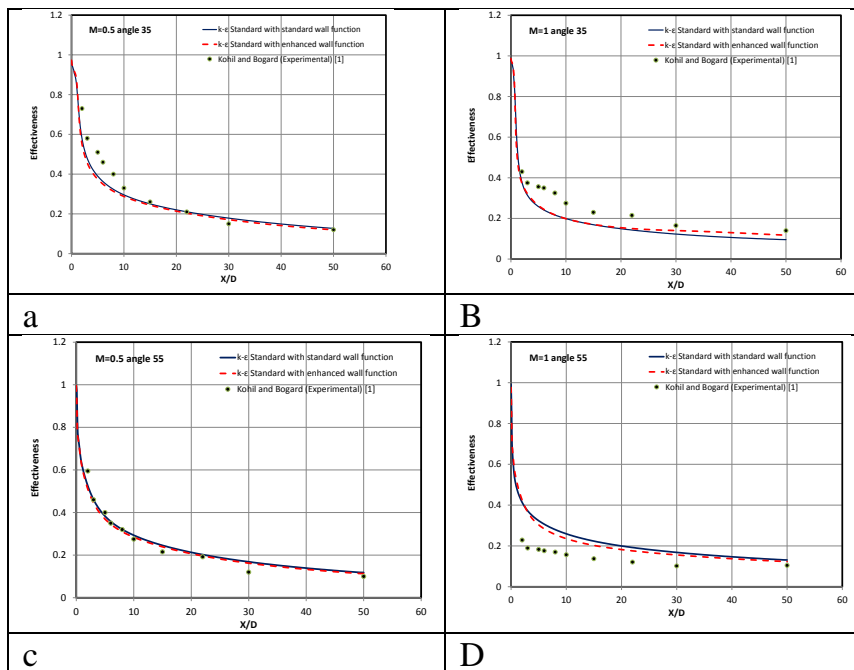 M=0.5 angle 35
k-ε Standard with standard wall function
k-ε Standard with enhanced wall function
Kohil and Bogard (Experimental) [1]
Effectiveness
1.2
1
0.8
0.6
0.4
0.2
0
0 10 20 30 40 50 60
X/D
a
M=1 angle 35
k-ε Standard with standard wall function
k-ε Standard with enhanced wall function
Kohil and Bogard (Experimental) [1]
Effectiveness
1.2
1
0.8
0.6
0.4
0.2
0
0 10 20 30 40 50 60
X/D
B
M=0.5 angle 55
k-ε Standard with standard wall function
k-ε Standard with enhanced wall function
Kohil and Bogard (Experimental) [1]
Effectiveness
1.2
1
0.8
0.6
0.4
0.2
0
0 10 20 30 40 50 60
X/D
c
M=1 angle 55
k-ε Standard with standard wall function
k-ε Standard with enhanced wall function
Kohil and Bogard (Experimental) [1]
Effectiveness
1.2
1
0.8
0.6
0.4
0.2
0
0 10 20 30 40 50 60
X/D
D